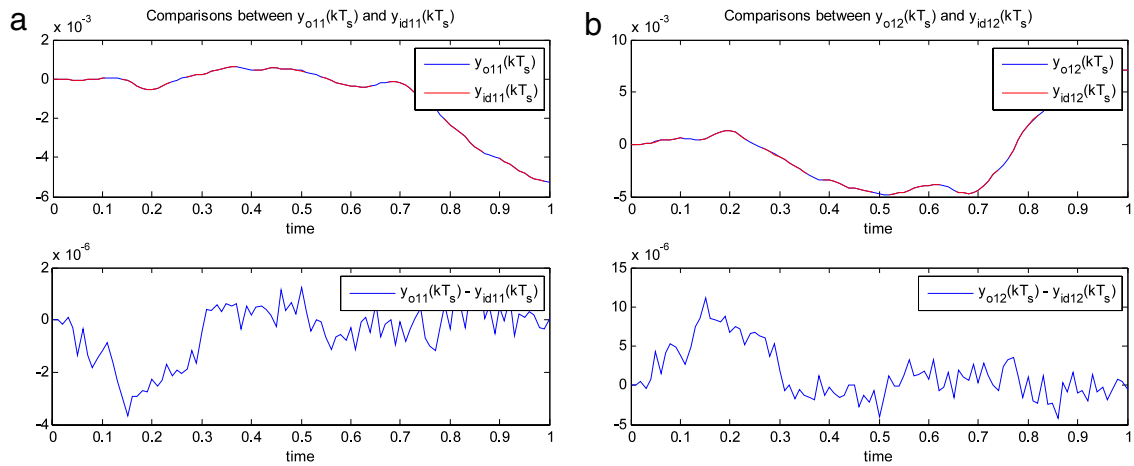 a
Comparisons between y_o11(kT_s) and y_id11(kT_s)
x 10^-3
2
0
-2
-4
-6
y_o11(kT_s)
y_id11(kT_s)
0 0.1 0.2 0.3 0.4 0.5 0.6 0.7 0.8 0.9 1
time
x 10^-6
2
0
-2
-4
y_o11(kT_s) - y_id11(kT_s)
0 0.1 0.2 0.3 0.4 0.5 0.6 0.7 0.8 0.9 1
time
b
Comparisons between y_o12(kT_s) and y_id12(kT_s)
x 10^-3
10
5
0
-5
y_o12(kT_s)
y_id12(kT_s)
0 0.1 0.2 0.3 0.4 0.5 0.6 0.7 0.8 0.9 1
time
x 10^-6
15
10
5
0
-5
y_o12(kT_s) - y_id12(kT_s)
0 0.1 0.2 0.3 0.4 0.5 0.6 0.7 0.8 0.9 1
time